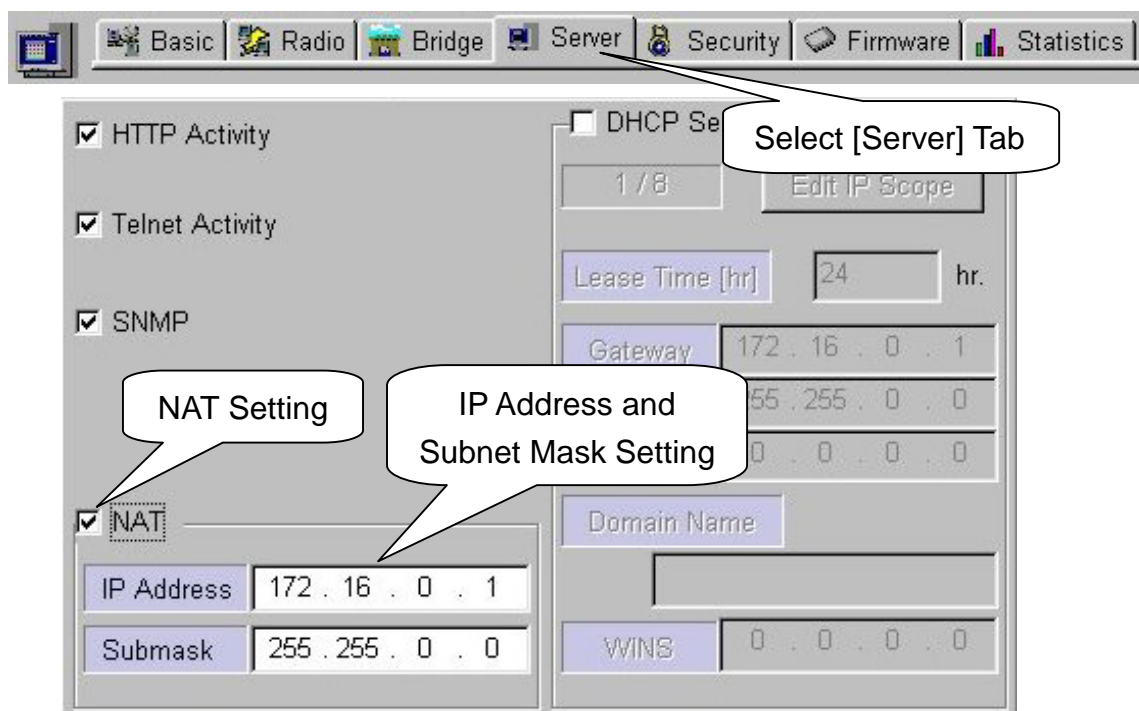 Basic Radio Bridge Server Security Firmware Statistics
Select [Server] Tab
HTTP Activity
Telnet Activity
SNMP
NAT Setting
IP Address and
Subnet Mask Setting
NAT
IP Address 172 . 16 . 0 . 1
Submask 255 . 255 . 0 . 0
DHCP Se
1 / 8 Edit IP Scope
Lease Time [hr] 24 hr.
Gateway 172 . 16 . 0 . 1
255 . 255 . 0 . 0
0 . 0 . 0 . 0
Domain Name
WINS 0 . 0 . 0 . 0